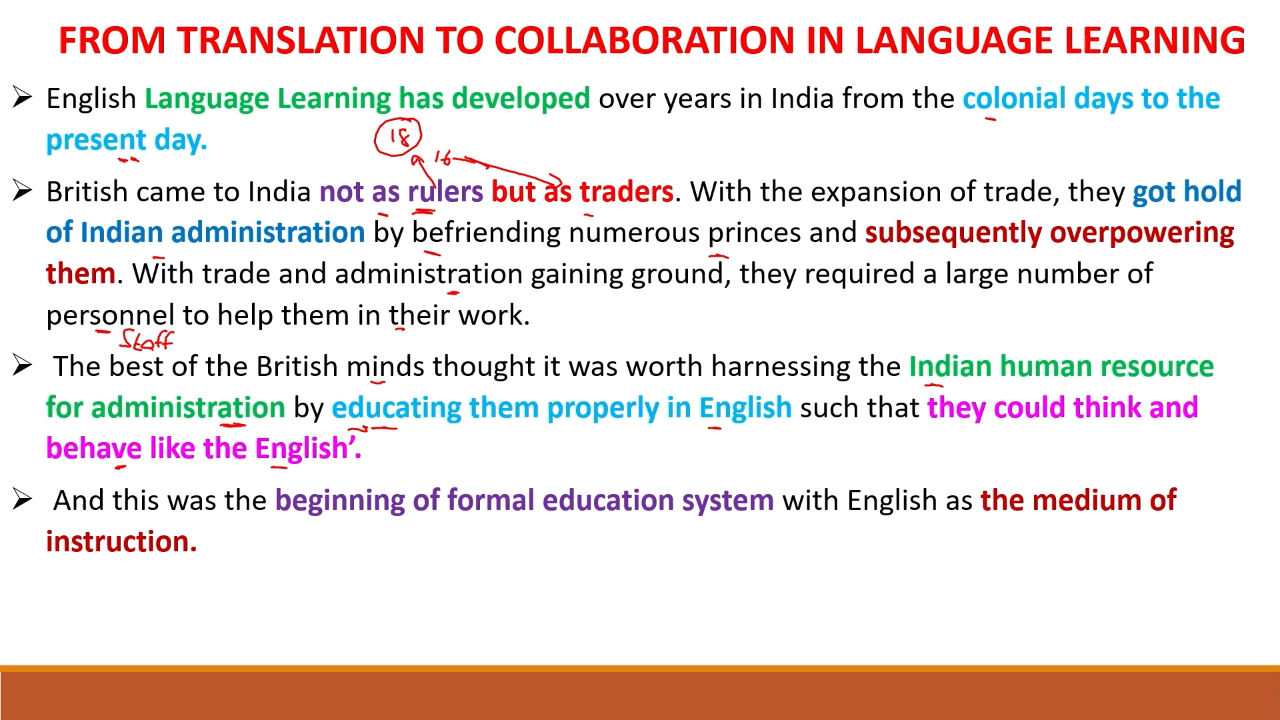 FROM TRANSLATION TO COLLABORATION IN LANGUAGE LEARNING
➢ English Language Learning has developed over years in India from the colonial days to the
present day.
18
16
➢ British came to India not as rulers but as traders. With the expansion of trade, they got hold
of Indian administration by befriending numerous princes and subsequently overpowering
them. With trade and administration gaining ground, they required a large number of
personnel to help them in their work.
Staff
➢ The best of the British minds thought it was worth harnessing the Indian human resource
for administration by educating them properly in English such that they could think and
behave like the English’.
➢ And this was the beginning of formal education system with English as the medium of
instruction.